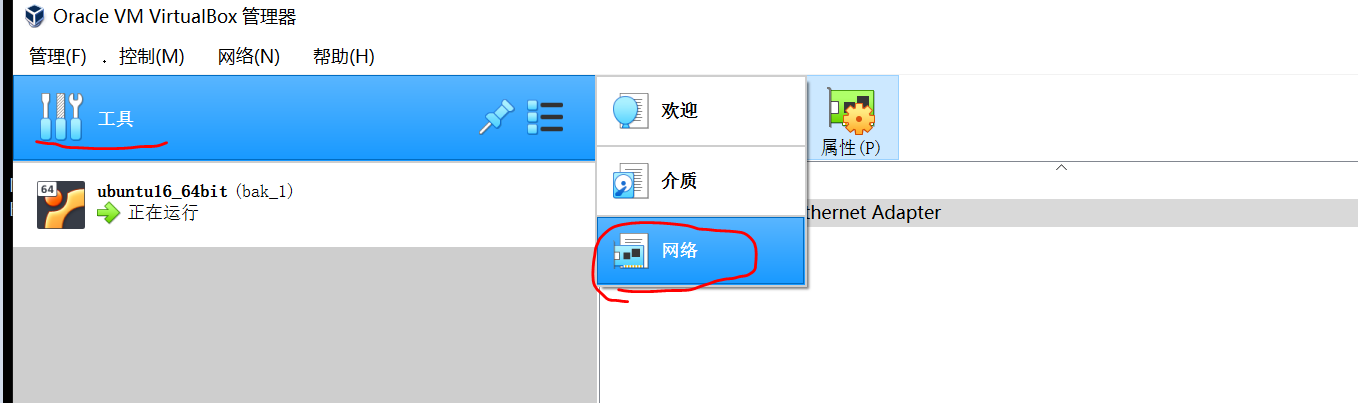 Oracle VM VirtualBox 管理器
管理(F) . 控制(M) 网络(N) 帮助(H)
工具
欢迎
属性(P)
64
ubuntu16_64bit (bak_1)
正在运行
介质
thernet Adapter
网络